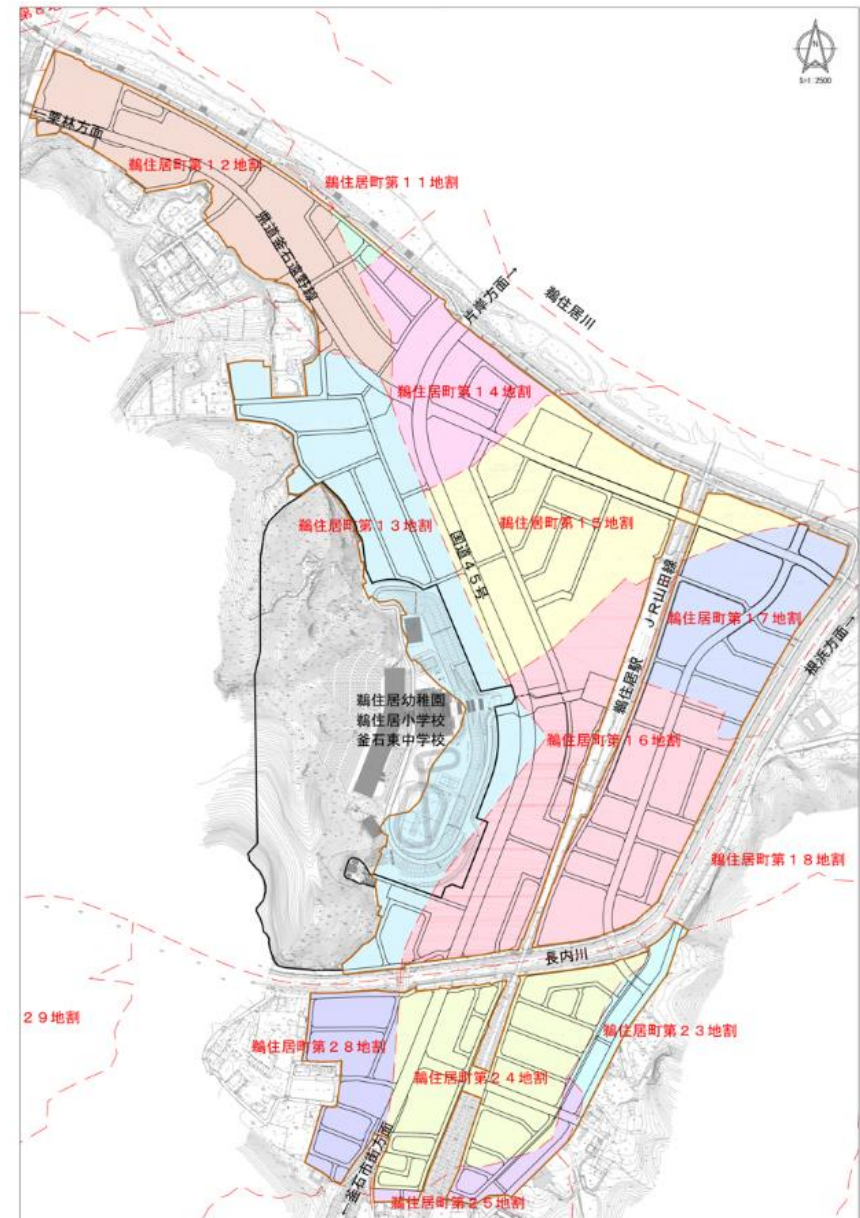 N
S=1:2500
←栗林方面
鵜住居町第12地割
鵜住居町第11地割
県道釜石遠野線
片岸方面→
鵜住居川
鵜住居町第14地割
鵜住居町第13地割
国道45号
鵜住居町第15地割
JR山田線
鵜住居駅
鵜住居町第17地割
根浜方面→
鵜住居幼稚園
鵜住居小学校
釜石東中学校
鵜住居町第16地割
鵜住居町第18地割
長内川
29地割
鵜住居町第28地割
鵜住居町第23地割
鵜住居町第24地割
←釜石市街方面
鵜住居町第25地割